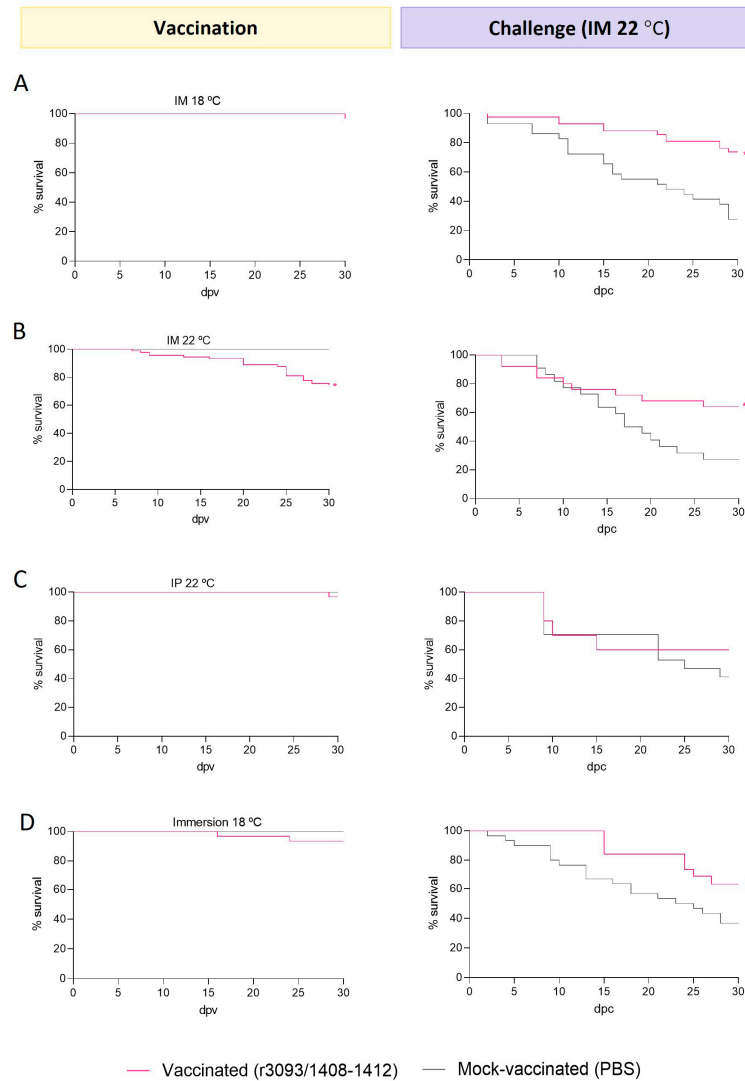 Vaccination Challenge (IM 22 °C)
A
IM 18 ºC
100
80
60
40
20
0
% survival
0 5 10 15 20 25 30
dpv
100
80
60
40
20
0
% survival
*
0 5 10 15 20 25 30
dpc
B
IM 22 ºC
100
80
60
40
20
0
% survival
*
0 5 10 15 20 25 30
dpv
100
80
60
40
20
0
% survival
*
0 5 10 15 20 25 30
dpc
C
IP 22 ºC
100
80
60
40
20
0
% survival
0 5 10 15 20 25 30
dpv
100
80
60
40
20
0
% survival
0 5 10 15 20 25 30
dpc
D
Immersion 18 ºC
100
80
60
40
20
0
% survival
0 5 10 15 20 25 30
dpv
100
80
60
40
20
0
% survival
0 5 10 15 20 25 30
dpc
Vaccinated (r3093/1408-1412) Mock-vaccinated (PBS)